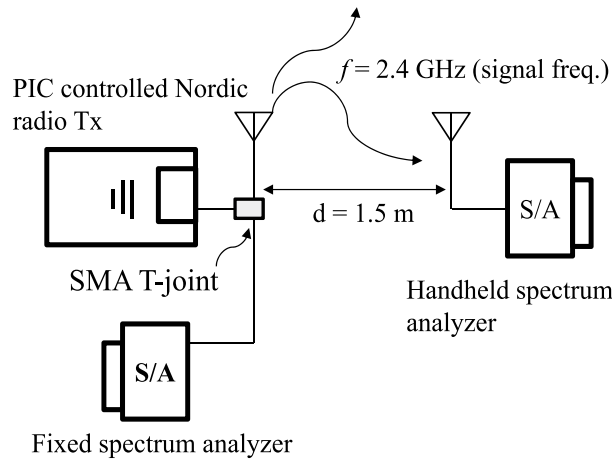 f = 2.4 GHz (signal freq.)
PIC controlled Nordic
radio Tx
S/A
d = 1.5 m
SMA T-joint
Handheld spectrum
analyzer
S/A
Fixed spectrum analyzer